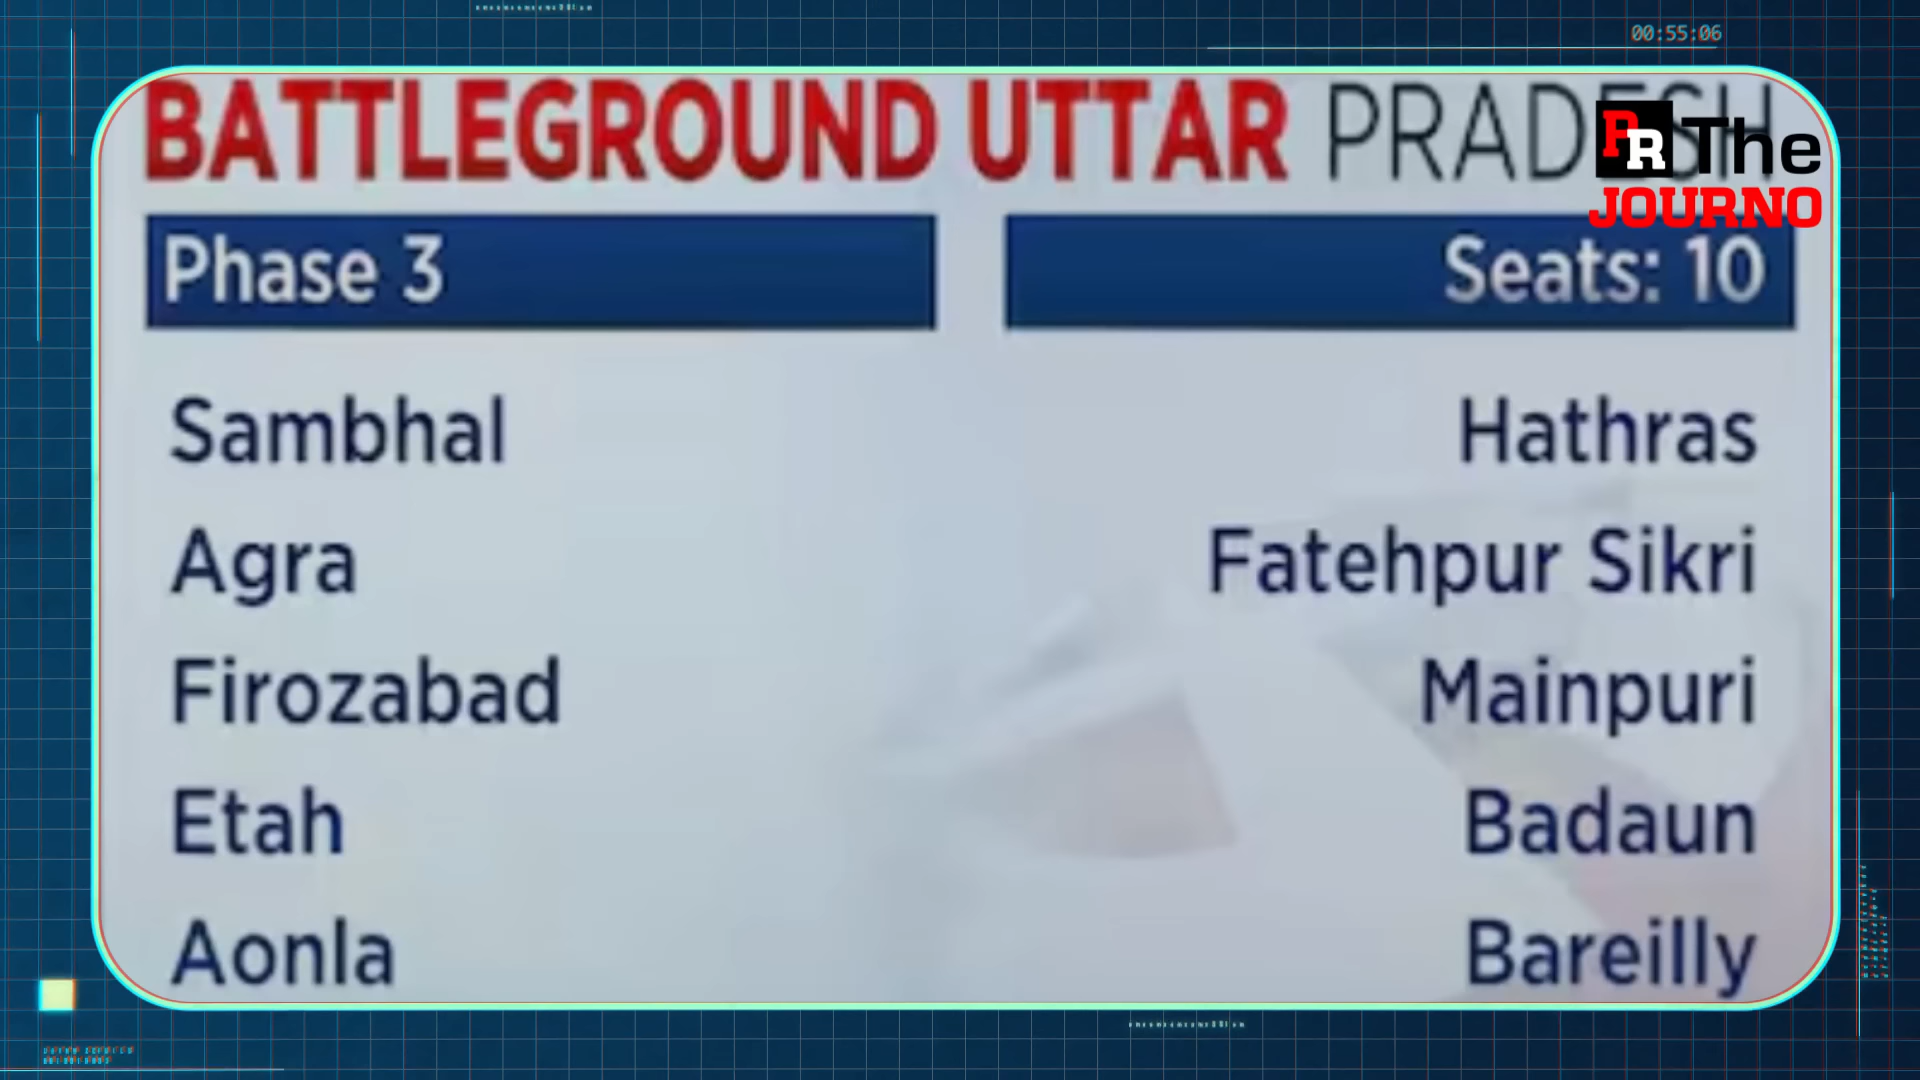 00:55:06
BATTLEGROUND UTTAR PRADESH
PR The
JOURNO
Phase 3
Seats: 10
Sambhal
Hathras
Agra
Fatehpur Sikri
Firozabad
Mainpuri
Etah
Badaun
Aonla
Bareilly